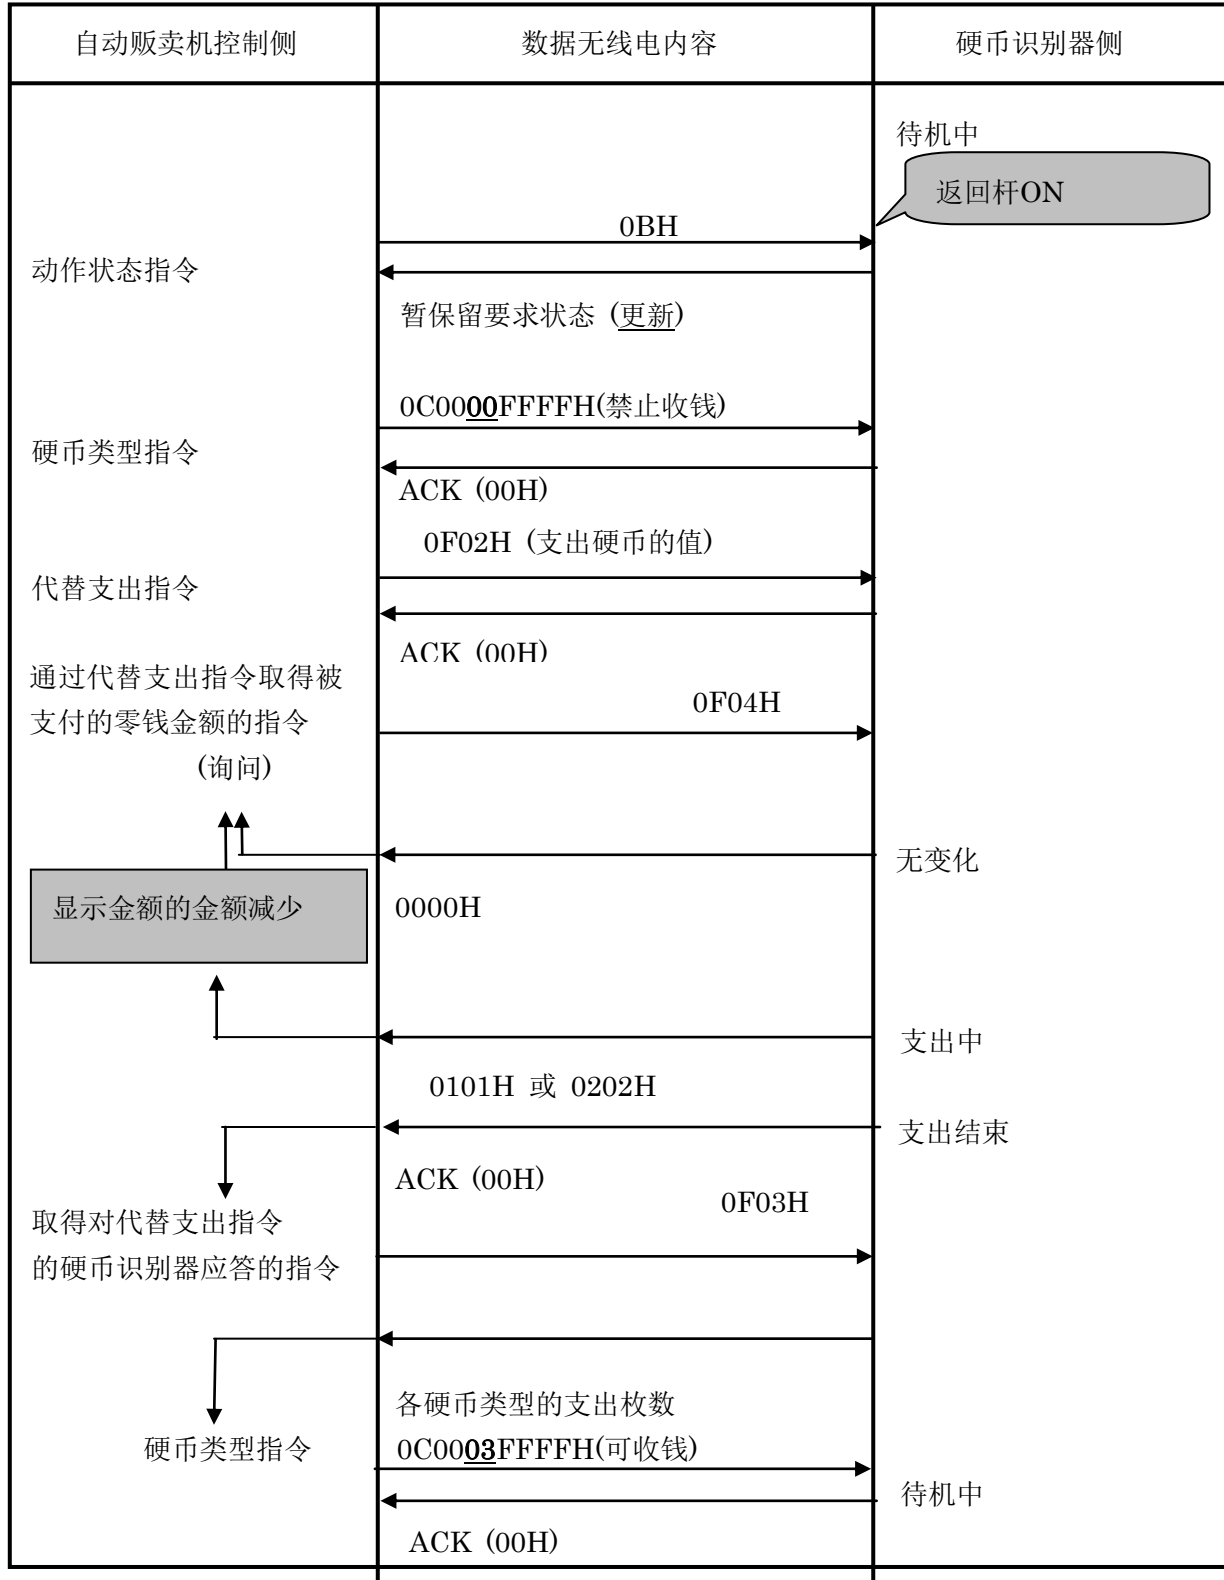 自动贩卖机控制侧
数据无线电内容
硬币识别器侧
待机中
返回杆ON
0BH
动作状态指令
暂保留要求状态 (更新)
0C0000FFFFH(禁止收钱)
硬币类型指令
ACK (00H)
0F02H (支出硬币的值)
代替支出指令
ACK (00H)
通过代替支出指令取得被
支付的零钱金额的指令
(询问)
0F04H
无变化
显示金额的金额减少
0000H
支出中
0101H 或 0202H
支出结束
ACK (00H)
0F03H
取得对代替支出指令
的硬币识别器应答的指令
各硬币类型的支出枚数
硬币类型指令
0C0003FFFFH(可收钱)
待机中
ACK (00H)